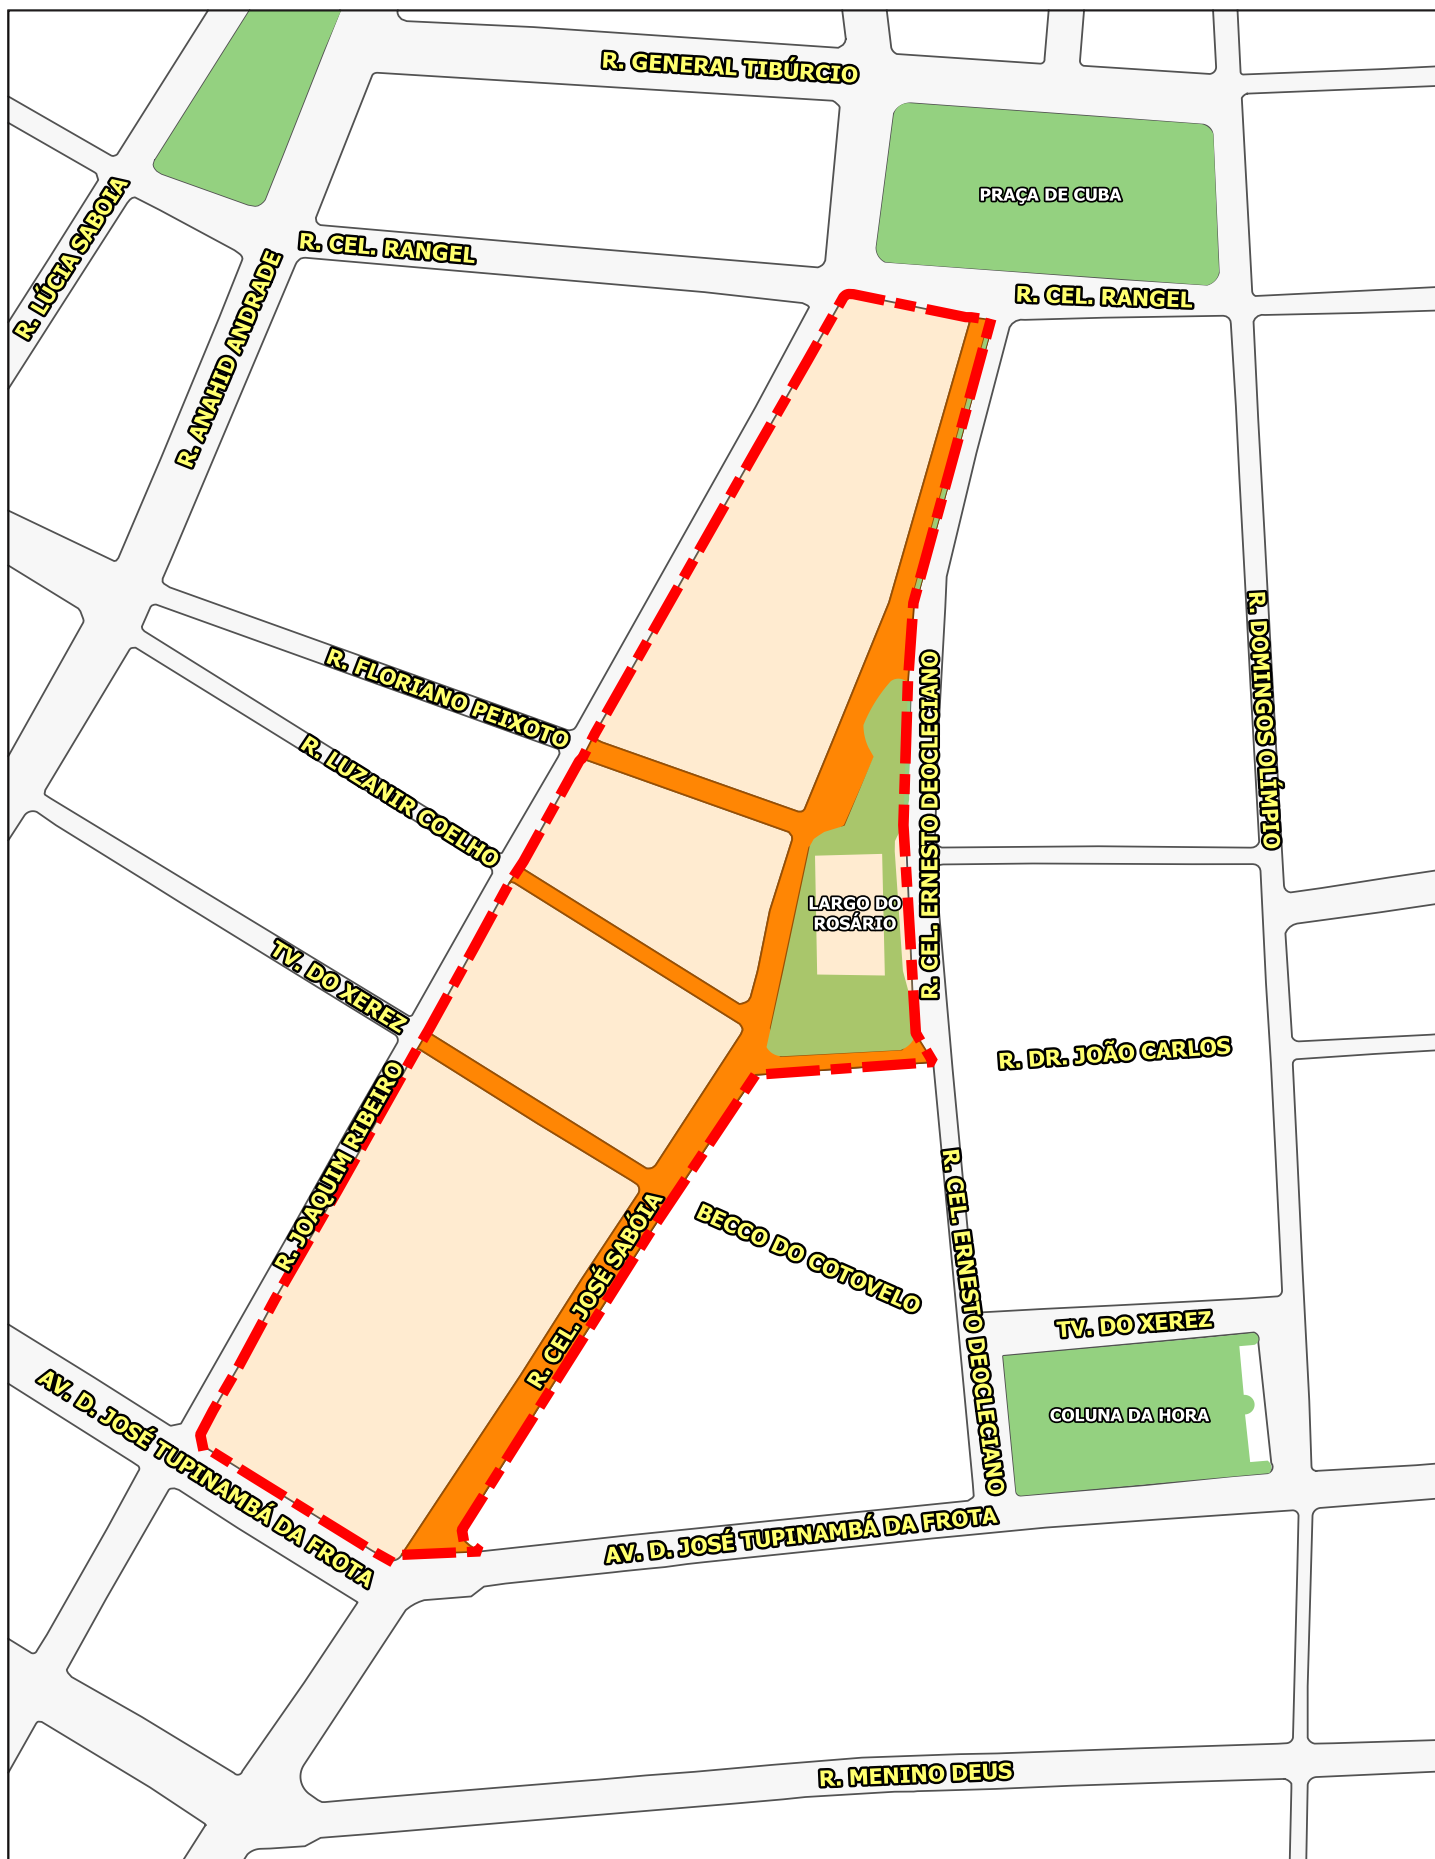 R. GENERAL TIBÚRCIO
PRAÇA DE CUBA
R. LÚCIA SABOIA
R. CEL. RANGEL
R. CEL. RANGEL
R. ANAHID ANDRADE
R. FLORIANO PEIXOTO
R. DOMINGOS OLÍMPIO
R. LUZANIR COELHO
R. CEL. ERNESTO DEOCLECIANO
LARGO DO
ROSÁRIO
TV. DO XEREZ
R. DR. JOÃO CARLOS
R. JOAQUIM RIBEIRO
R. CEL. JOSÉ SABÓIA
BECCO DO COTOVELO
R. CEL. ERNESTO DEOCLECIANO
TV. DO XEREZ
COLUNA DA HORA
AV. D. JOSÉ TUPINAMBÁ DA FROTA
AV. D. JOSÉ TUPINAMBÁ DA FROTA
R. MENINO DEUS